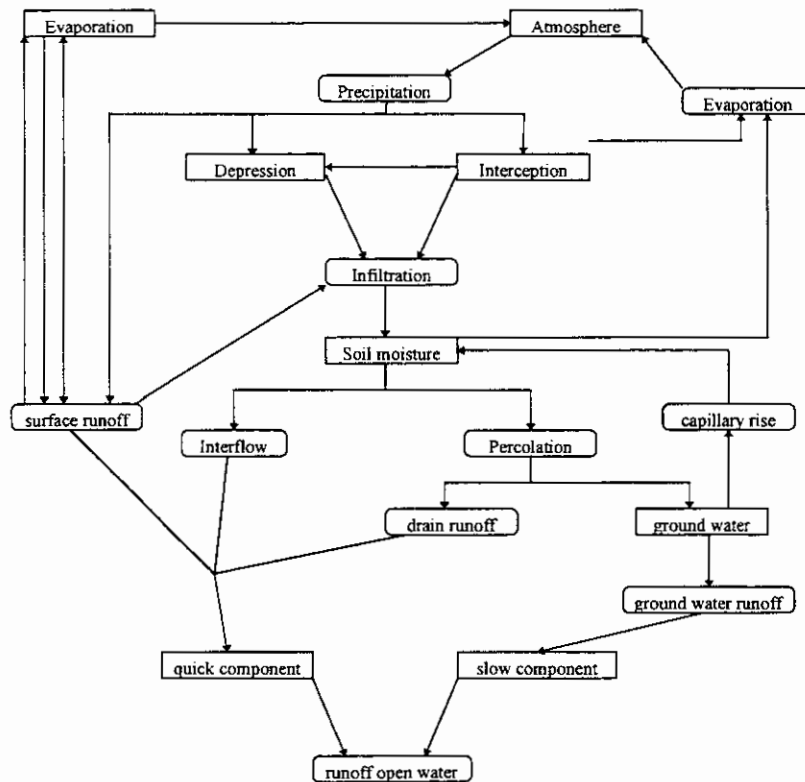 Evaporation
Atmosphere
Precipitation
Evaporation
Depression
Interception
Infiltration
Soil moisture
surface runoff
Interflow
Percolation
capillary rise
drain runoff
ground water
ground water runoff
quick component
slow component
runoff open water